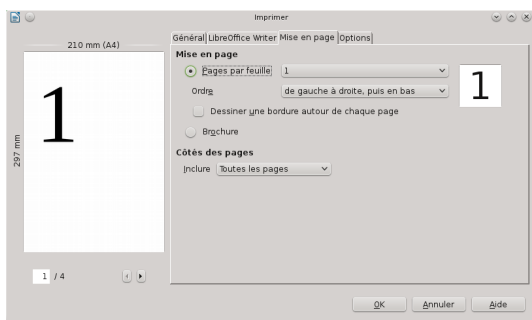 Imprimer
210 mm (A4)
297 mm
1
1 / 4
Général LibreOffice Writer Mise en page Options
Mise en page
Pages par feuille 1
Ordre de gauche à droite, puis en bas
1
Dessiner une bordure autour de chaque page
Brochure
Côtés des pages
Inclure Toutes les pages
OK Annuler Aide